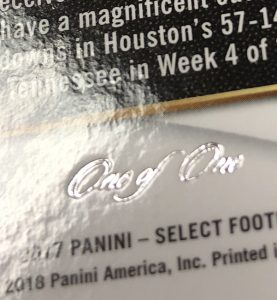 have a magnificent
downs in Houston's 57-14
Tennessee in Week 4 of
One of One
2017 PANINI – SELECT FOOT
2018 Panini America, Inc. Printed i